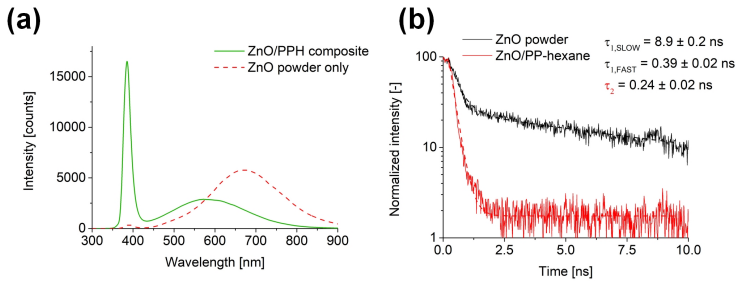 (a)
ZnO/PPH composite
ZnO powder only
Intensity [counts]
15000
10000
5000
0
300 400 500 600 700 800 900
Wavelength [nm]
(b)
ZnO powder
ZnO/PP-hexane
τ1,SLOW = 8.9 ± 0.2 ns
τ1,FAST = 0.39 ± 0.02 ns
τ2 = 0.24 ± 0.02 ns
Normalized intensity [-]
100
10
1
0.0 2.5 5.0 7.5 10.0
Time [ns]